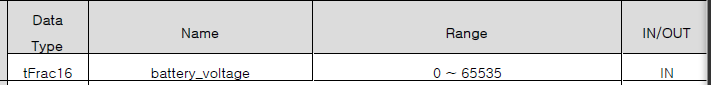 Data Type Name Range IN/OUT
tFrac16 battery_voltage 0 ~ 65535 IN